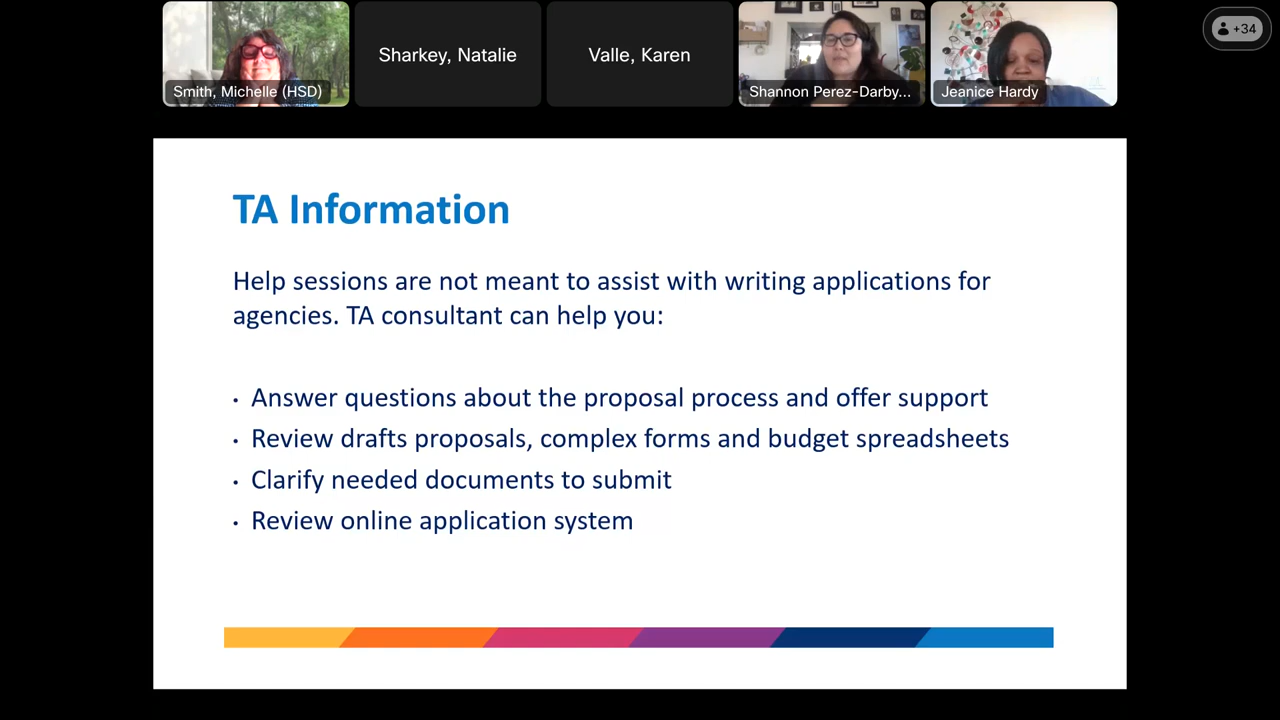 Smith, Michelle (HSD)
Sharkey, Natalie
Valle, Karen
Shannon Perez-Darby...
Jeanice Hardy
+34
TA Information
Help sessions are not meant to assist with writing applications for
agencies. TA consultant can help you:
• Answer questions about the proposal process and offer support
• Review drafts proposals, complex forms and budget spreadsheets
• Clarify needed documents to submit
• Review online application system